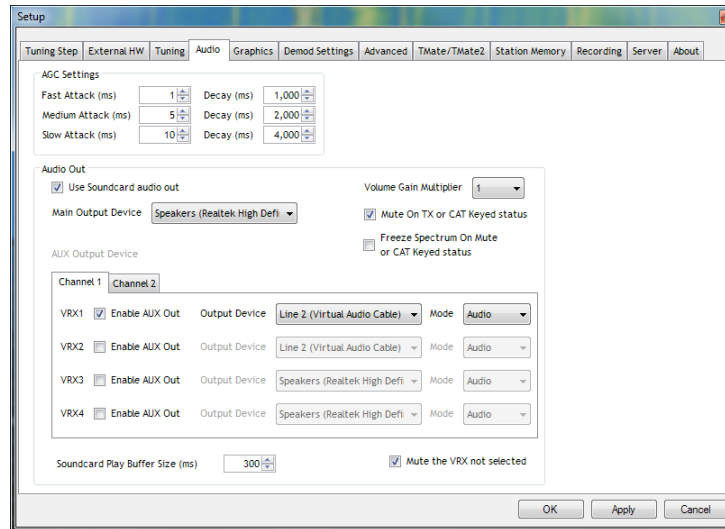 Setup
Tuning Step External HW Tuning Audio Graphics Demod Settings Advanced TMate/TMate2 Station Memory Recording Server About
AGC Settings
Fast Attack (ms) 1 Decay (ms) 1,000
Medium Attack (ms) 5 Decay (ms) 2,000
Slow Attack (ms) 10 Decay (ms) 4,000
Audio Out
Use Soundcard audio out Volume Gain Multiplier 1
Main Output Device Speakers (Realtek High Defi Mute On TX or CAT Keyed status
Freeze Spectrum On Mute
or CAT Keyed status
AUX Output Device
Channel 1 Channel 2
VRX1 Enable AUX Out Output Device Line 2 (Virtual Audio Cable) Mode Audio
VRX2 Enable AUX Out Output Device Line 2 (Virtual Audio Cable) Mode Audio
VRX3 Enable AUX Out Output Device Speakers (Realtek High Defi Mode Audio
VRX4 Enable AUX Out Output Device Speakers (Realtek High Defi Mode Audio
Soundcard Play Buffer Size (ms) 300 Mute the VRX not selected
OK Apply Cancel